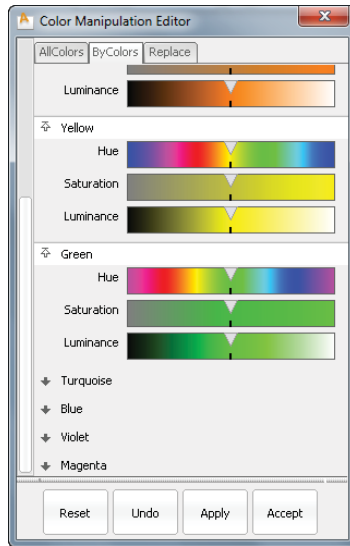 Color Manipulation Editor
AllColors ByColors Replace
Luminance
Yellow
Hue
Saturation
Luminance
Green
Hue
Saturation
Luminance
Turquoise
Blue
Violet
Magenta
Reset Undo Apply Accept